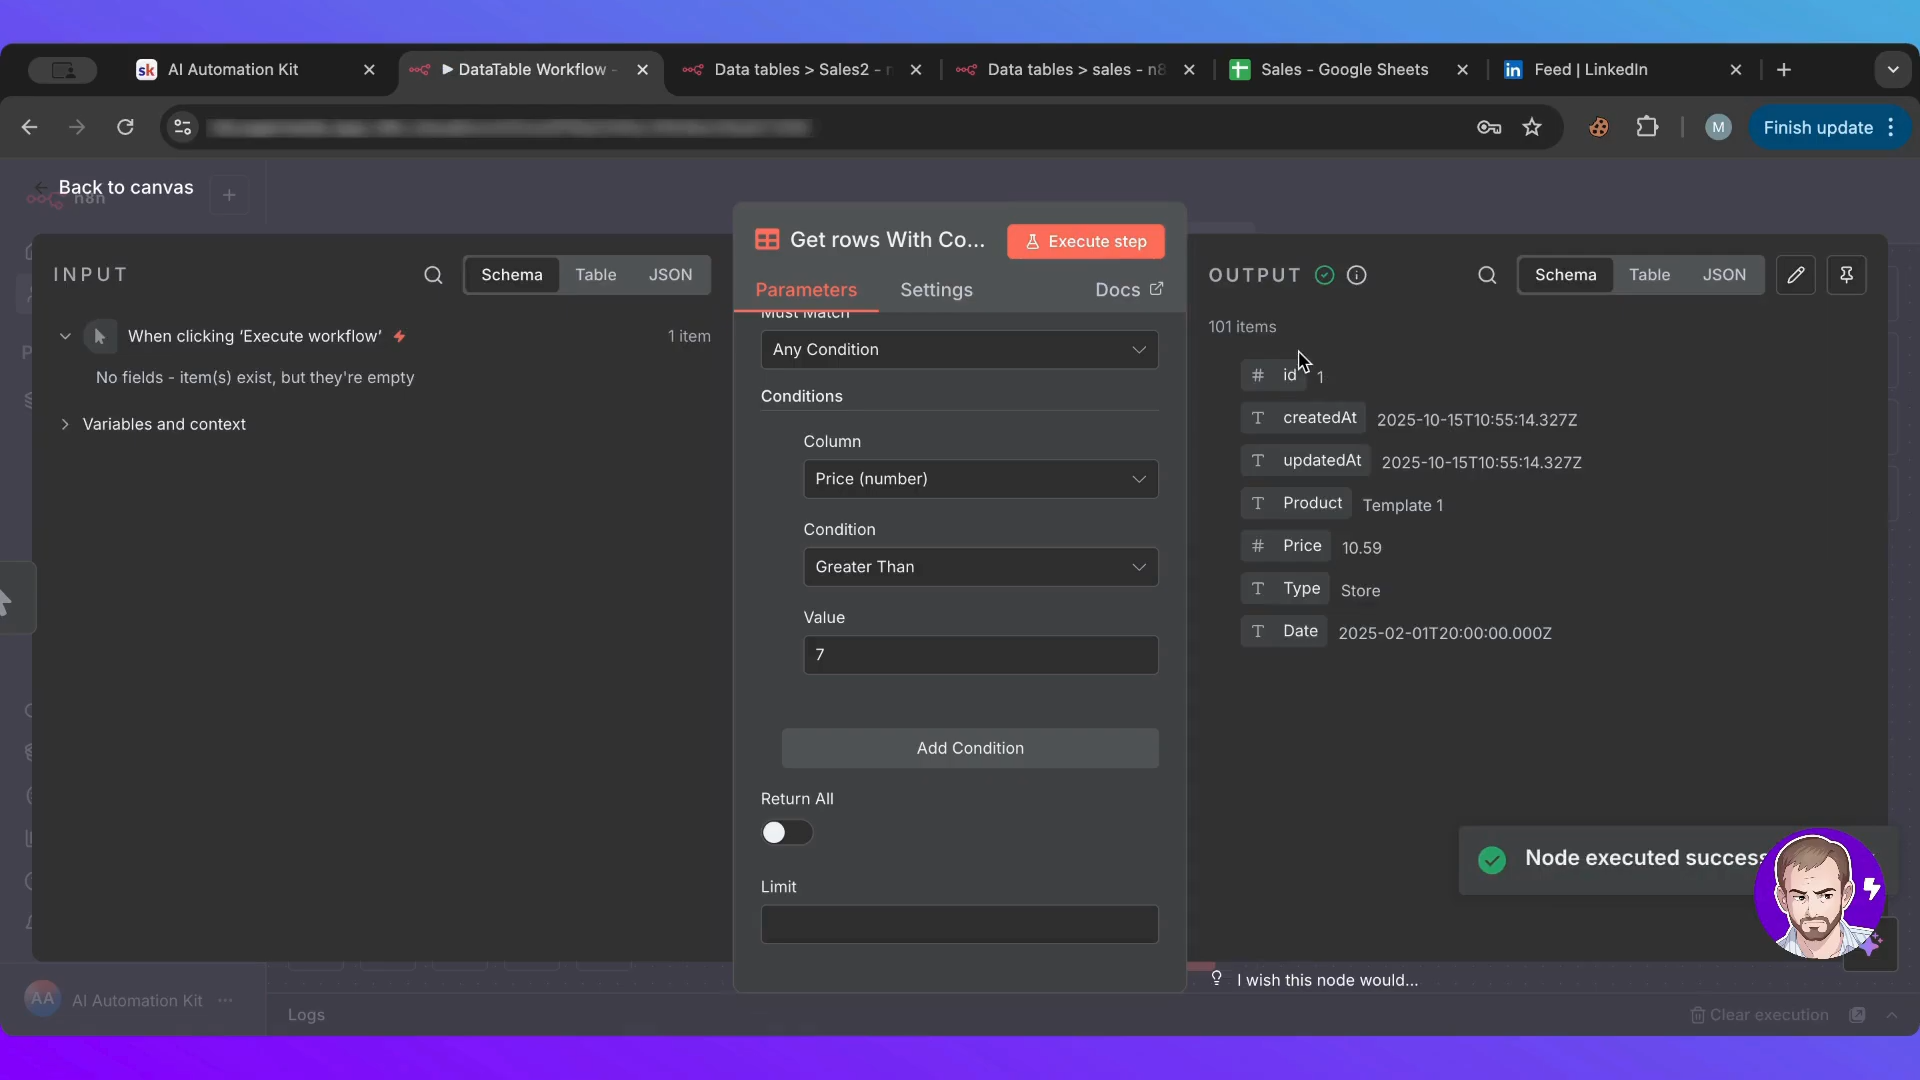 sk AI Automation Kit
▶ DataTable Workflow -
Data tables > Sales2 - n
Data tables > sales - n8
Sales - Google Sheets
in Feed | LinkedIn
M
Finish update
Back to canvas
n8n
INPUT
Schema
Table
JSON
When clicking ‘Execute workflow’
1 item
No fields - item(s) exist, but they're empty
Variables and context
Get rows With Co...
Execute step
Parameters
Settings
Docs
Must Match
Any Condition
Conditions
Column
Price (number)
Condition
Greater Than
Value
7
Add Condition
Return All
Limit
OUTPUT
Schema
Table
JSON
101 items
# id 1
T createdAt 2025-10-15T10:55:14.327Z
T updatedAt 2025-10-15T10:55:14.327Z
T Product Template 1
# Price 10.59
T Type Store
T Date 2025-02-01T20:00:00.000Z
Node executed success
I wish this node would...
AA AI Automation Kit
Logs
Clear execution